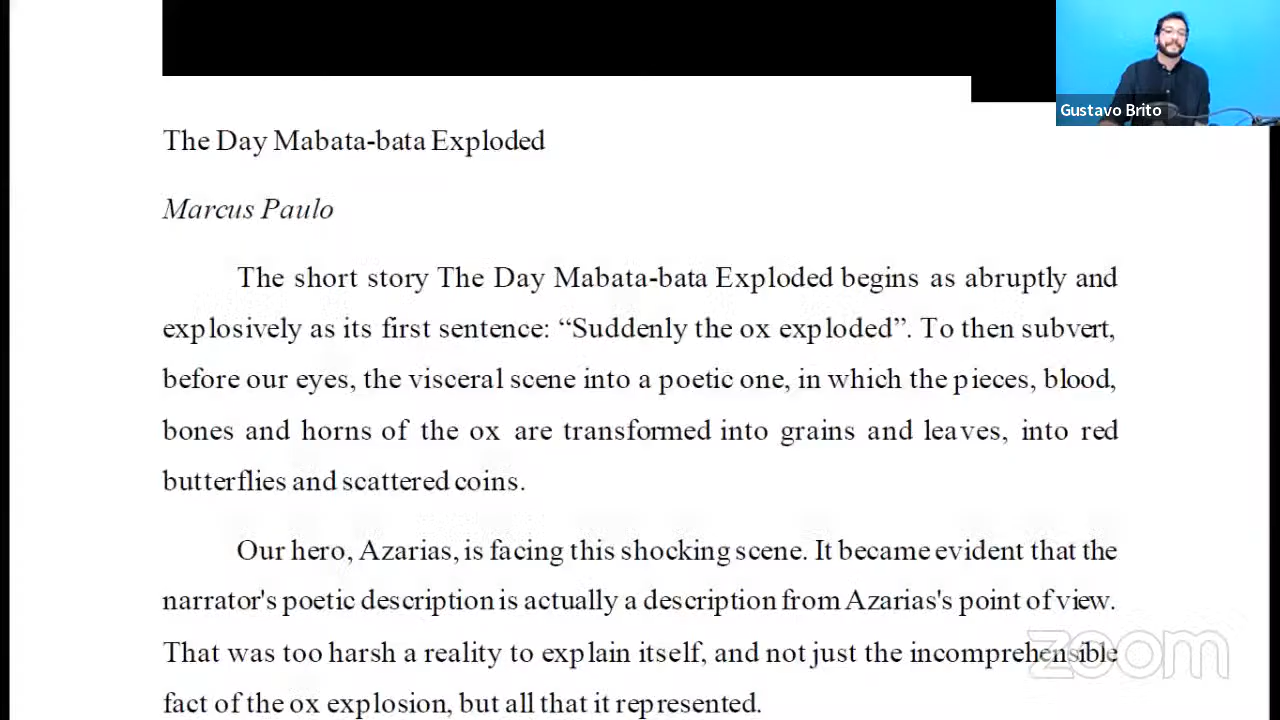 Gustavo Brito
The Day Mabata-bata Exploded
Marcus Paulo
The short story The Day Mabata-bata Exploded begins as abruptly and
explosively as its first sentence: “Suddenly the ox exploded”. To then subvert,
before our eyes, the visceral scene into a poetic one, in which the pieces, blood,
bones and horns of the ox are transformed into grains and leaves, into red
butterflies and scattered coins.
Our hero, Azarias, is facing this shocking scene. It became evident that the
narrator's poetic description is actually a description from Azarias's point of view.
That was too harsh a reality to explain itself, and not just the incomprehensible
fact of the ox explosion, but all that it represented.
zoom